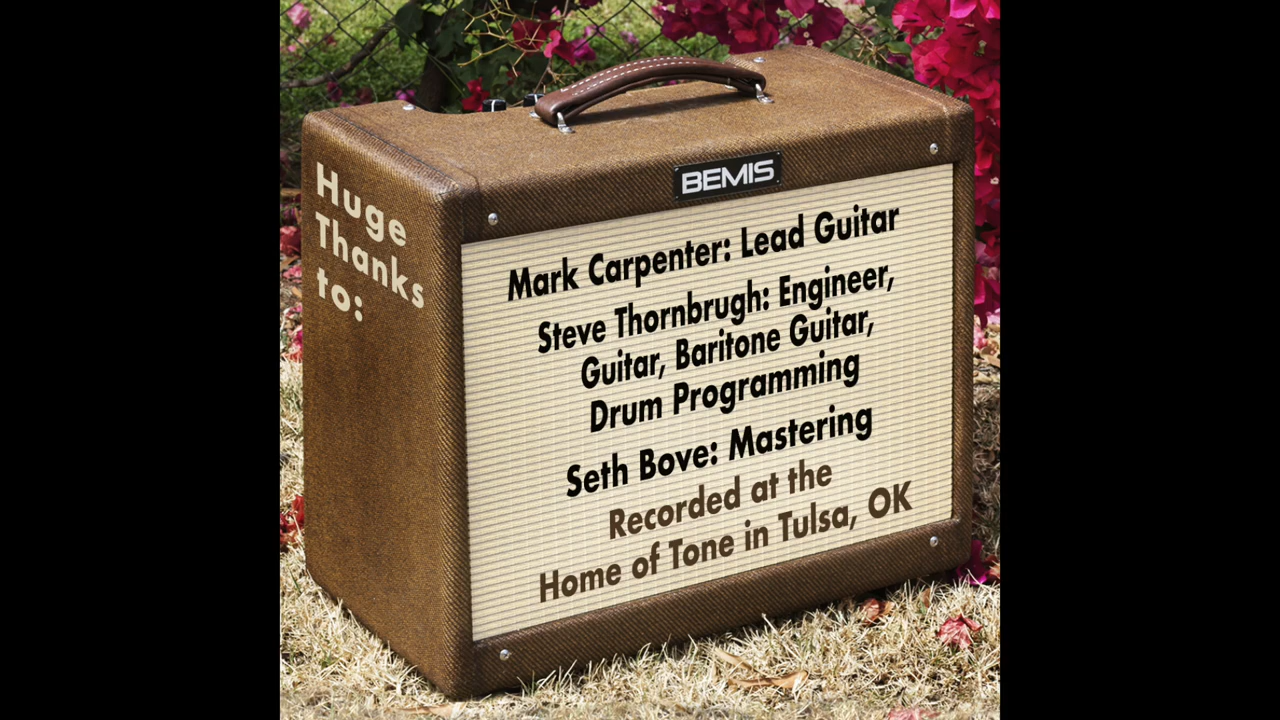 Huge
Thanks
to:
BEMIS
Mark Carpenter: Lead Guitar
Steve Thornbrugh: Engineer,
Guitar, Baritone Guitar,
Drum Programming
Seth Bove: Mastering
Recorded at the
Home of Tone in Tulsa, OK